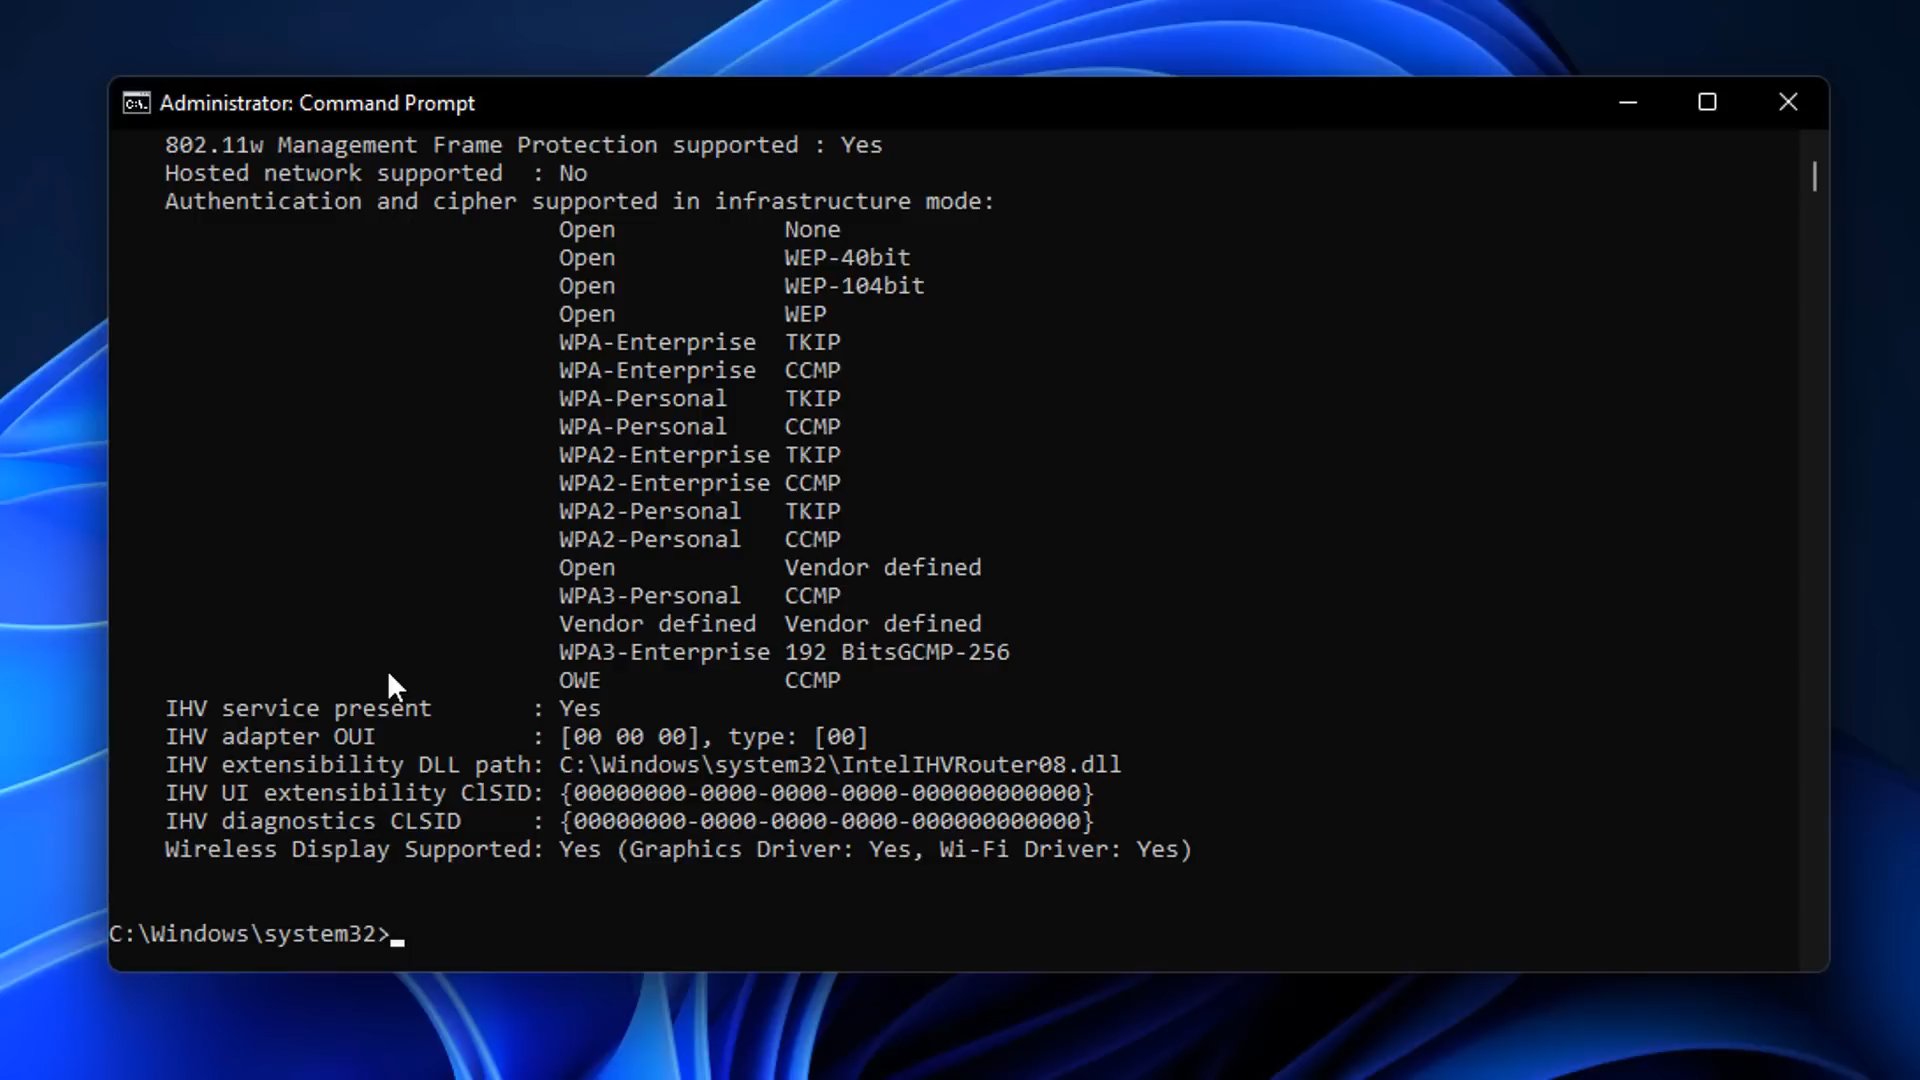 Administrator: Command Prompt
802.11w Management Frame Protection supported : Yes
Hosted network supported  : No
Authentication and cipher supported in infrastructure mode:
Open            None
Open            WEP-40bit
Open            WEP-104bit
Open            WEP
WPA-Enterprise  TKIP
WPA-Enterprise  CCMP
WPA-Personal    TKIP
WPA-Personal    CCMP
WPA2-Enterprise TKIP
WPA2-Enterprise CCMP
WPA2-Personal   TKIP
WPA2-Personal   CCMP
Open            Vendor defined
WPA3-Personal   CCMP
Vendor defined  Vendor defined
WPA3-Enterprise 192 BitsGCMP-256
OWE             CCMP
IHV service present       : Yes
IHV adapter OUI           : [00 00 00], type: [00]
IHV extensibility DLL path: C:\Windows\system32\IntelIHVRouter08.dll
IHV UI extensibility ClSID: {00000000-0000-0000-0000-000000000000}
IHV diagnostics CLSID     : {00000000-0000-0000-0000-000000000000}
Wireless Display Supported: Yes (Graphics Driver: Yes, Wi-Fi Driver: Yes)
C:\Windows\system32>